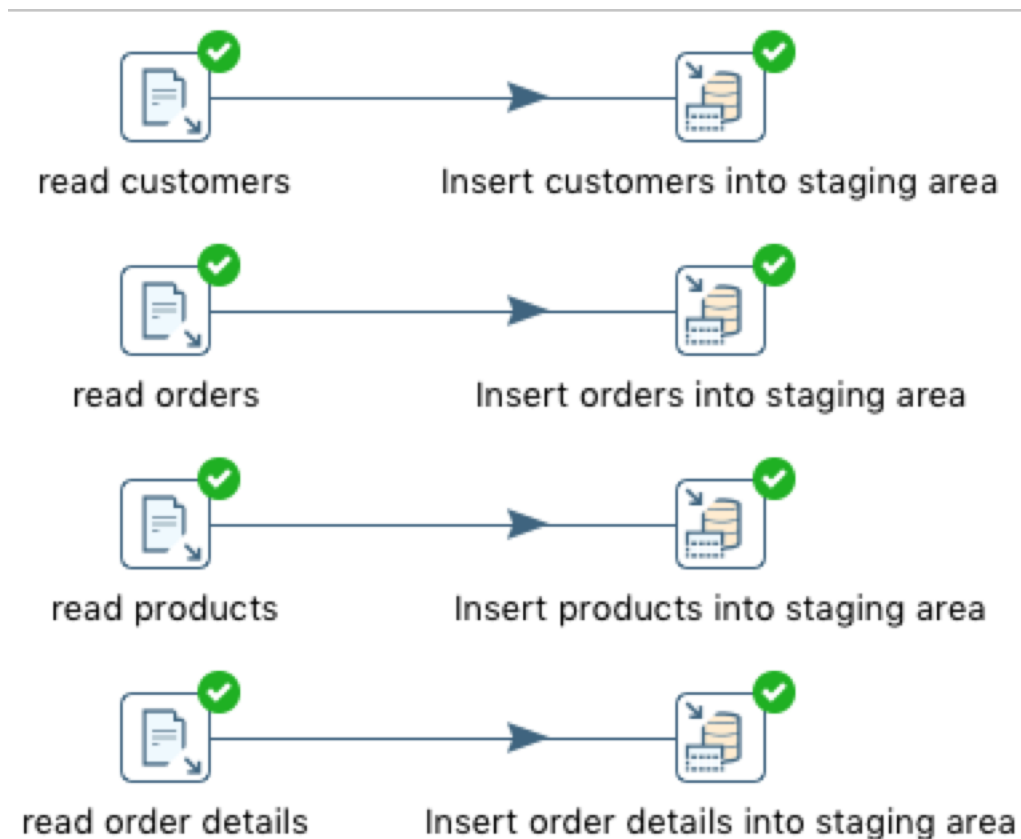 read customers
Insert customers into staging area
read orders
Insert orders into staging area
read products
Insert products into staging area
read order details
Insert order details into staging area